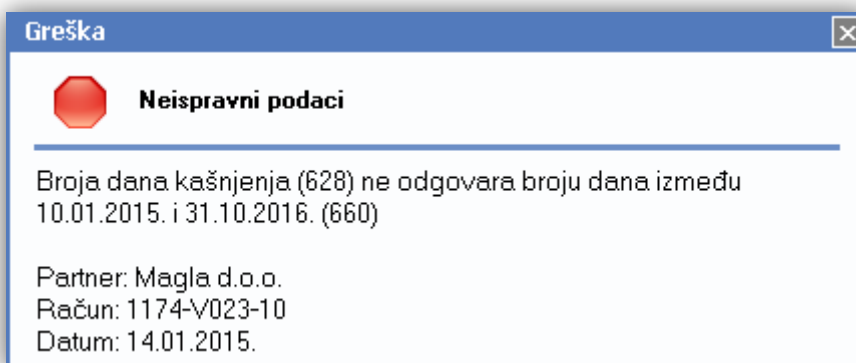 Greška
Neispravni podaci
Broja dana kašnjenja (628) ne odgovara broju dana između
10.01.2015. i 31.10.2016. (660)
Partner: Magla d.o.o.
Račun: 1174-V023-10
Datum: 14.01.2015.